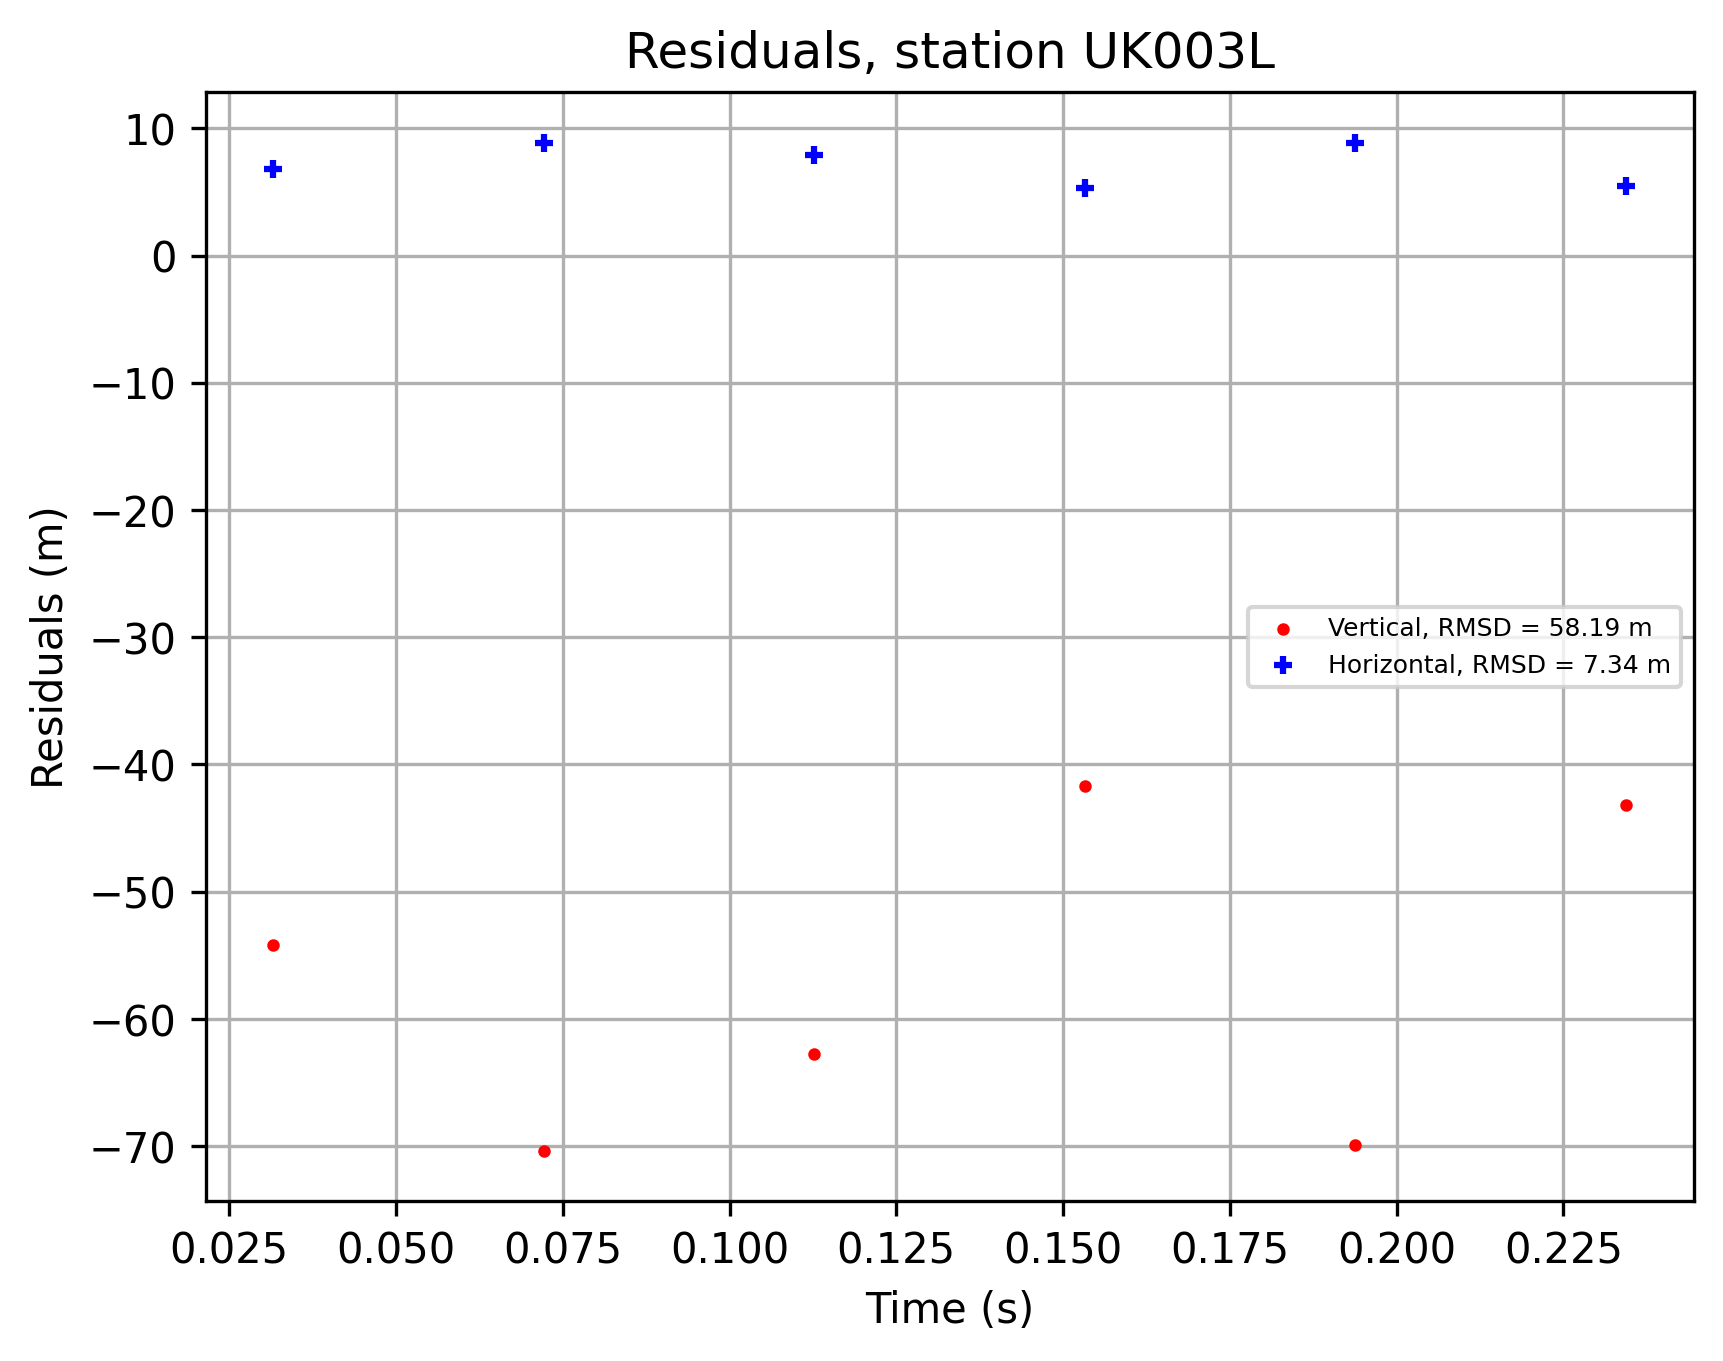 Residuals, station UK003L
10
0
−10
−20
−30
−40
−50
−60
−70
Residuals (m)
Vertical, RMSD = 58.19 m
Horizontal, RMSD = 7.34 m
0.025 0.050 0.075 0.100 0.125 0.150 0.175 0.200 0.225
Time (s)